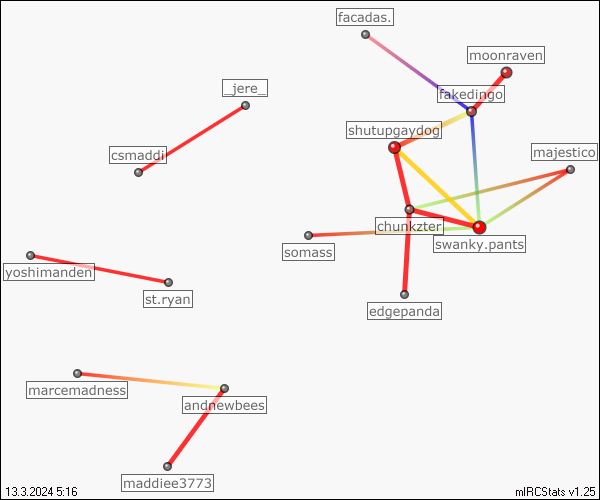 facadas.
moonraven
_jere_
fakedingo
shutupgaydog
csmaddi
majestico
chunkzter
somass
swanky.pants
yoshimanden
st.ryan
edgepanda
marcemadness
andnewbees
maddiee3773
13.3.2024 5:16
mIRCStats v1.25